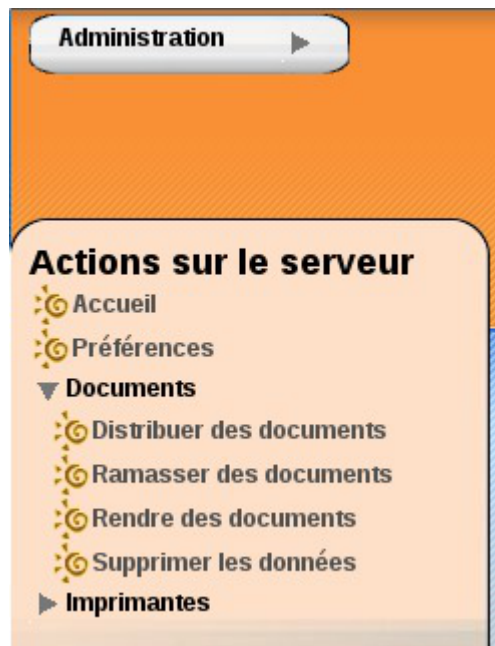 Administration
Actions sur le serveur
Accueil
Préférences
Documents
Distribuer des documents
Ramasser des documents
Rendre des documents
Supprimer les données
Imprimantes